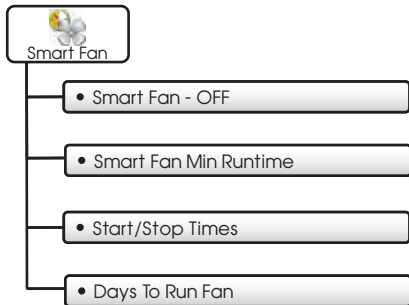 Smart Fan
• Smart Fan - OFF
• Smart Fan Min Runtime
• Start/Stop Times
• Days To Run Fan